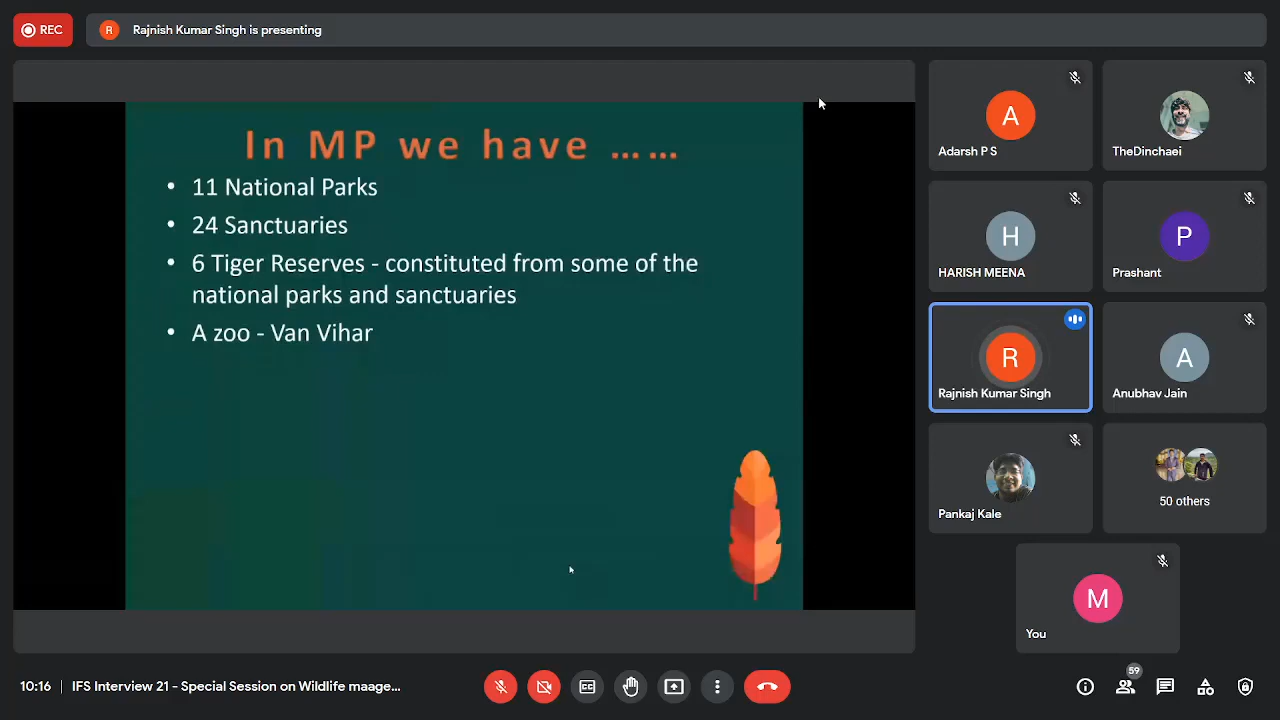 REC
R
Rajnish Kumar Singh is presenting
In MP we have ……
• 11 National Parks
• 24 Sanctuaries
• 6 Tiger Reserves - constituted from some of the
national parks and sanctuaries
• A zoo - Van Vihar
A
Adarsh P S
TheDinchaei
H
HARISH MEENA
P
Prashant
R
Rajnish Kumar Singh
A
Anubhav Jain
Pankaj Kale
50 others
M
You
10:16 | IFS Interview 21 - Special Session on Wildlife maage...
59